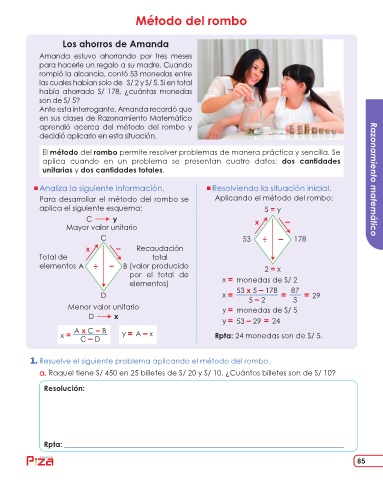 Método del rombo
Los ahorros de Amanda
Amanda estuvo ahorrando por tres meses
para hacerle un regalo a su madre. Cuando
rompió la alcancía, contó 53 monedas entre
las cuales habían solo de S/ 2 y S/ 5. Si en total
había ahorrado S/ 178, ¿cuántas monedas
son de S/ 5?
Ante esta interrogante, Amanda recordó que
en sus clases de Razonamiento Matemático
aprendió acerca del método del rombo y
decidió aplicarlo en esta situación.
El método del rombo permite resolver problemas de manera práctica y sencilla. Se
aplica cuando en un problema se presentan cuatro datos: dos cantidades
unitarias y dos cantidades totales.
Analiza la siguiente información.
Para desarrollar el método del rombo se
aplica el siguiente esquema:
C → y
Mayor valor unitario
C
x − Recaudación
Total de total
elementos A ÷ − B (valor producido
por el total de
elementos)
D
Menor valor unitario
D → x
x = A x C − B / C − D
y = A − x
Resolviendo la situación inicial.
Aplicando el método del rombo:
5 = y
x −
53 ÷ − 178
2 = x
x = monedas de S/ 2
x = 53 x 5 − 178 / 5 − 2 = 87 / 3 = 29
y = monedas de S/ 5
y = 53 − 29 = 24
Rpta: 24 monedas son de S/ 5.
Razonamiento matemático
1. Resuelve el siguiente problema aplicando el método del rombo.
a. Raquel tiene S/ 450 en 25 billetes de S/ 20 y S/ 10. ¿Cuántos billetes son de S/ 10?
Resolución:
Rpta:
Piza
85